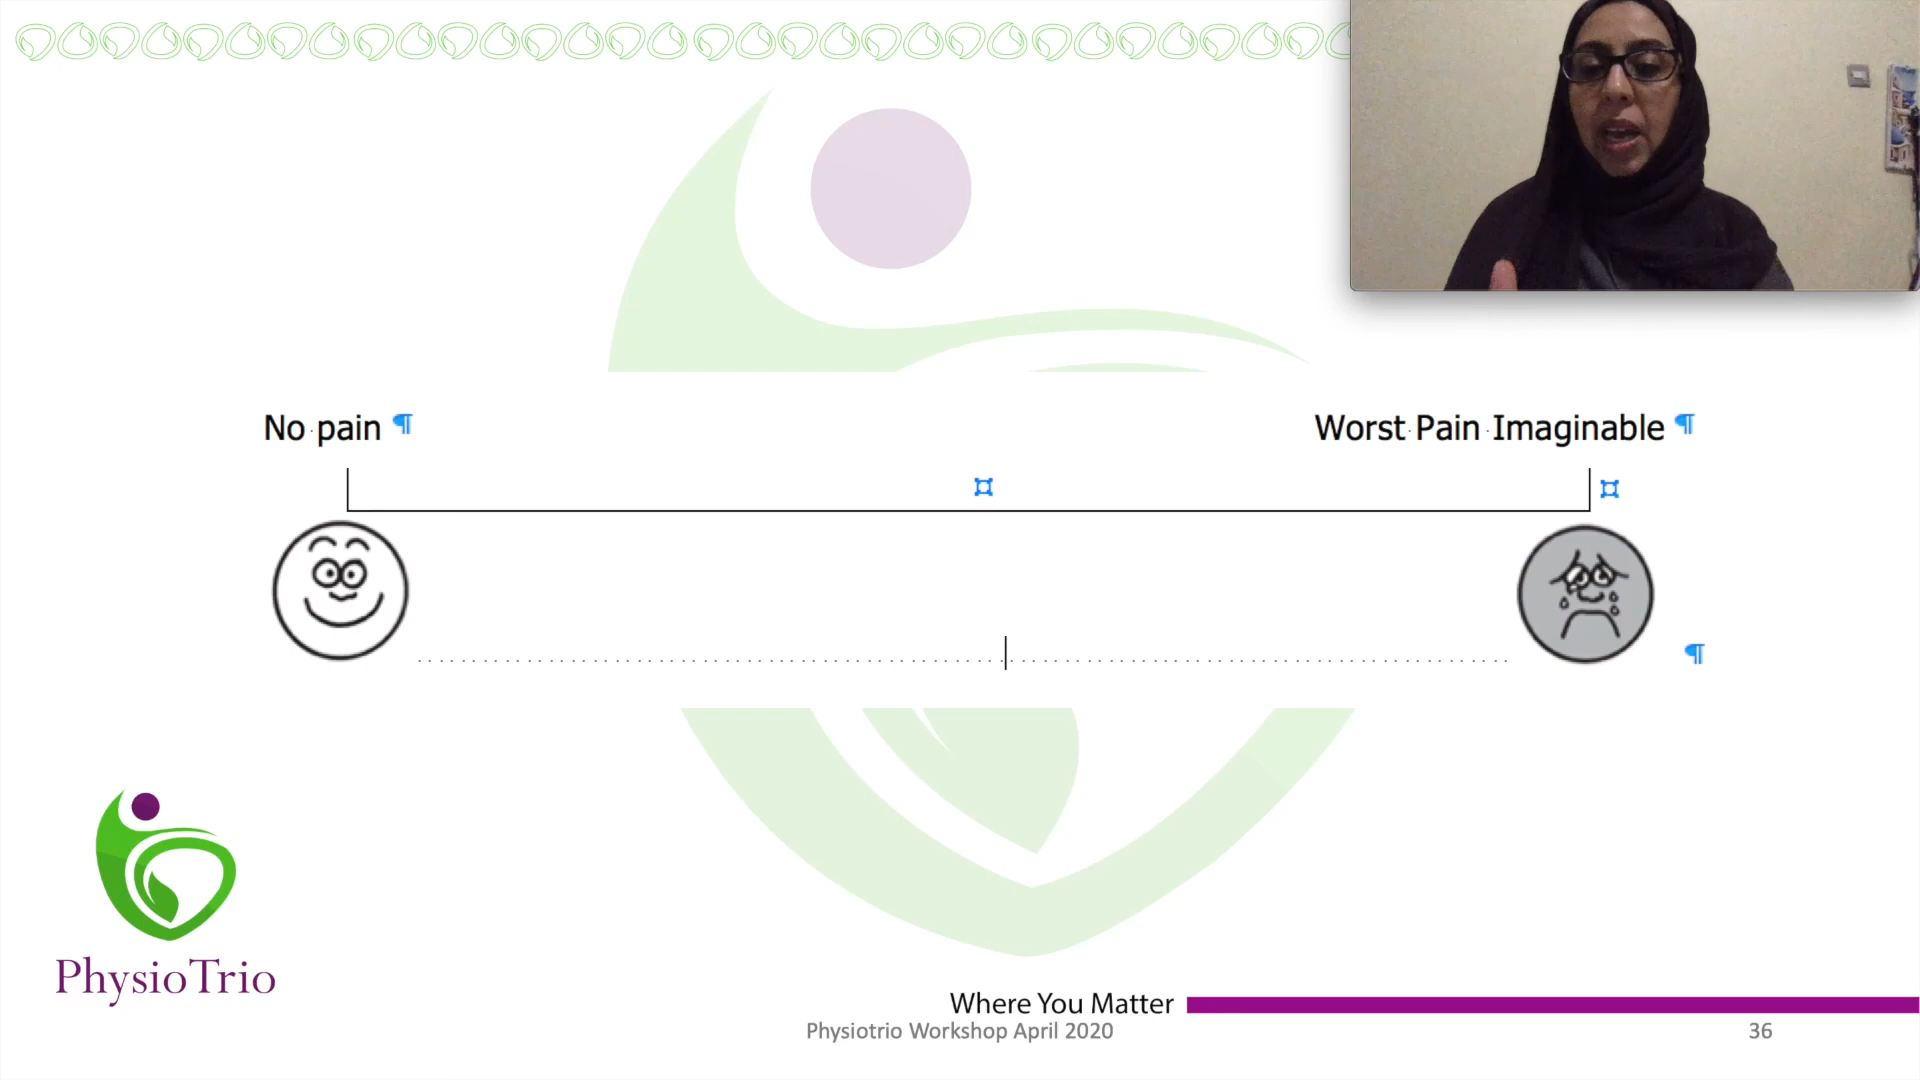 No pain ¶
Worst Pain Imaginable ¶
PhysioTrio
Where You Matter
Physiotrio Workshop April 2020
36